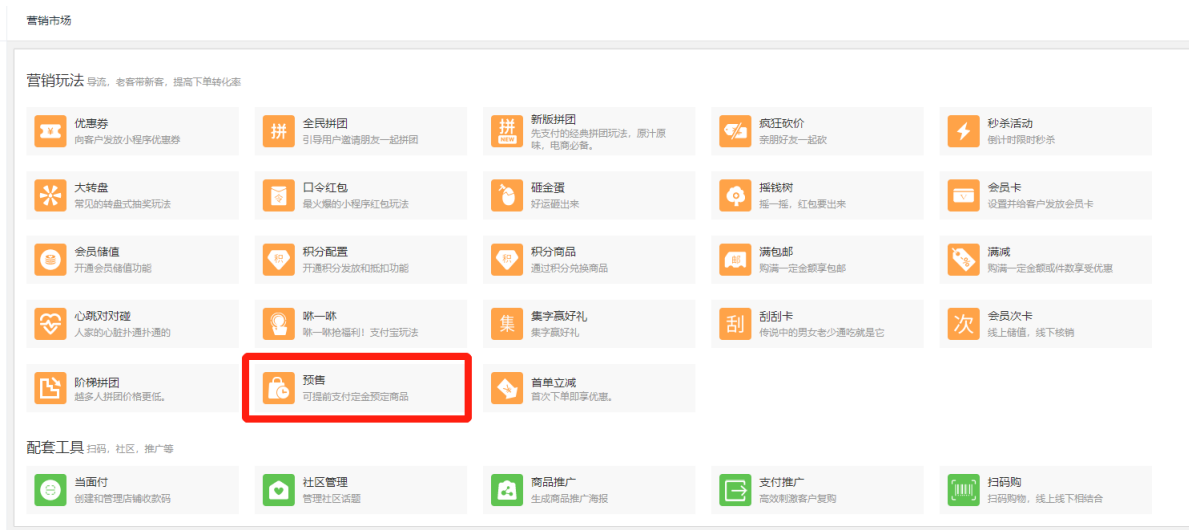 营销市场
营销玩法 导流，老客带新客，提高下单转化率
优惠券
向客户发放小程序优惠券
全民拼团
引导用户邀请朋友一起拼团
新版拼团
先支付的经典拼团玩法，原汁原
味，电商必备。
疯狂砍价
亲朋好友一起砍
秒杀活动
倒计时限时秒杀
大转盘
常见的转盘式抽奖玩法
口令红包
最火爆的小程序红包玩法
砸金蛋
好运砸出来
摇钱树
摇一摇，红包要出来
会员卡
设置并给客户发放会员卡
会员储值
开通会员储值功能
积分配置
开通积分发放和抵扣功能
积分商品
通过积分兑换商品
满包邮
购满一定金额享包邮
满减
购满一定金额或件数享受优惠
心跳对对碰
人家的心脏扑通扑通的
咻一咻
咻一咻抢福利！支付宝玩法
集字赢好礼
集字赢好礼
刮刮卡
传说中的男女老少通吃就是它
会员次卡
线上储值，线下核销
阶梯拼团
越多人拼团价格更低。
预售
可提前支付定金预定商品
首单立减
首次下单即享优惠。
配套工具 扫码，社区，推广等
当面付
创建和管理店铺收款码
社区管理
管理社区话题
商品推广
生成商品推广海报
支付推广
高效刺激客户复购
扫码购
扫码购物，线上线下相结合
拼
拼
NEW
积
积
邮
集
刮
次